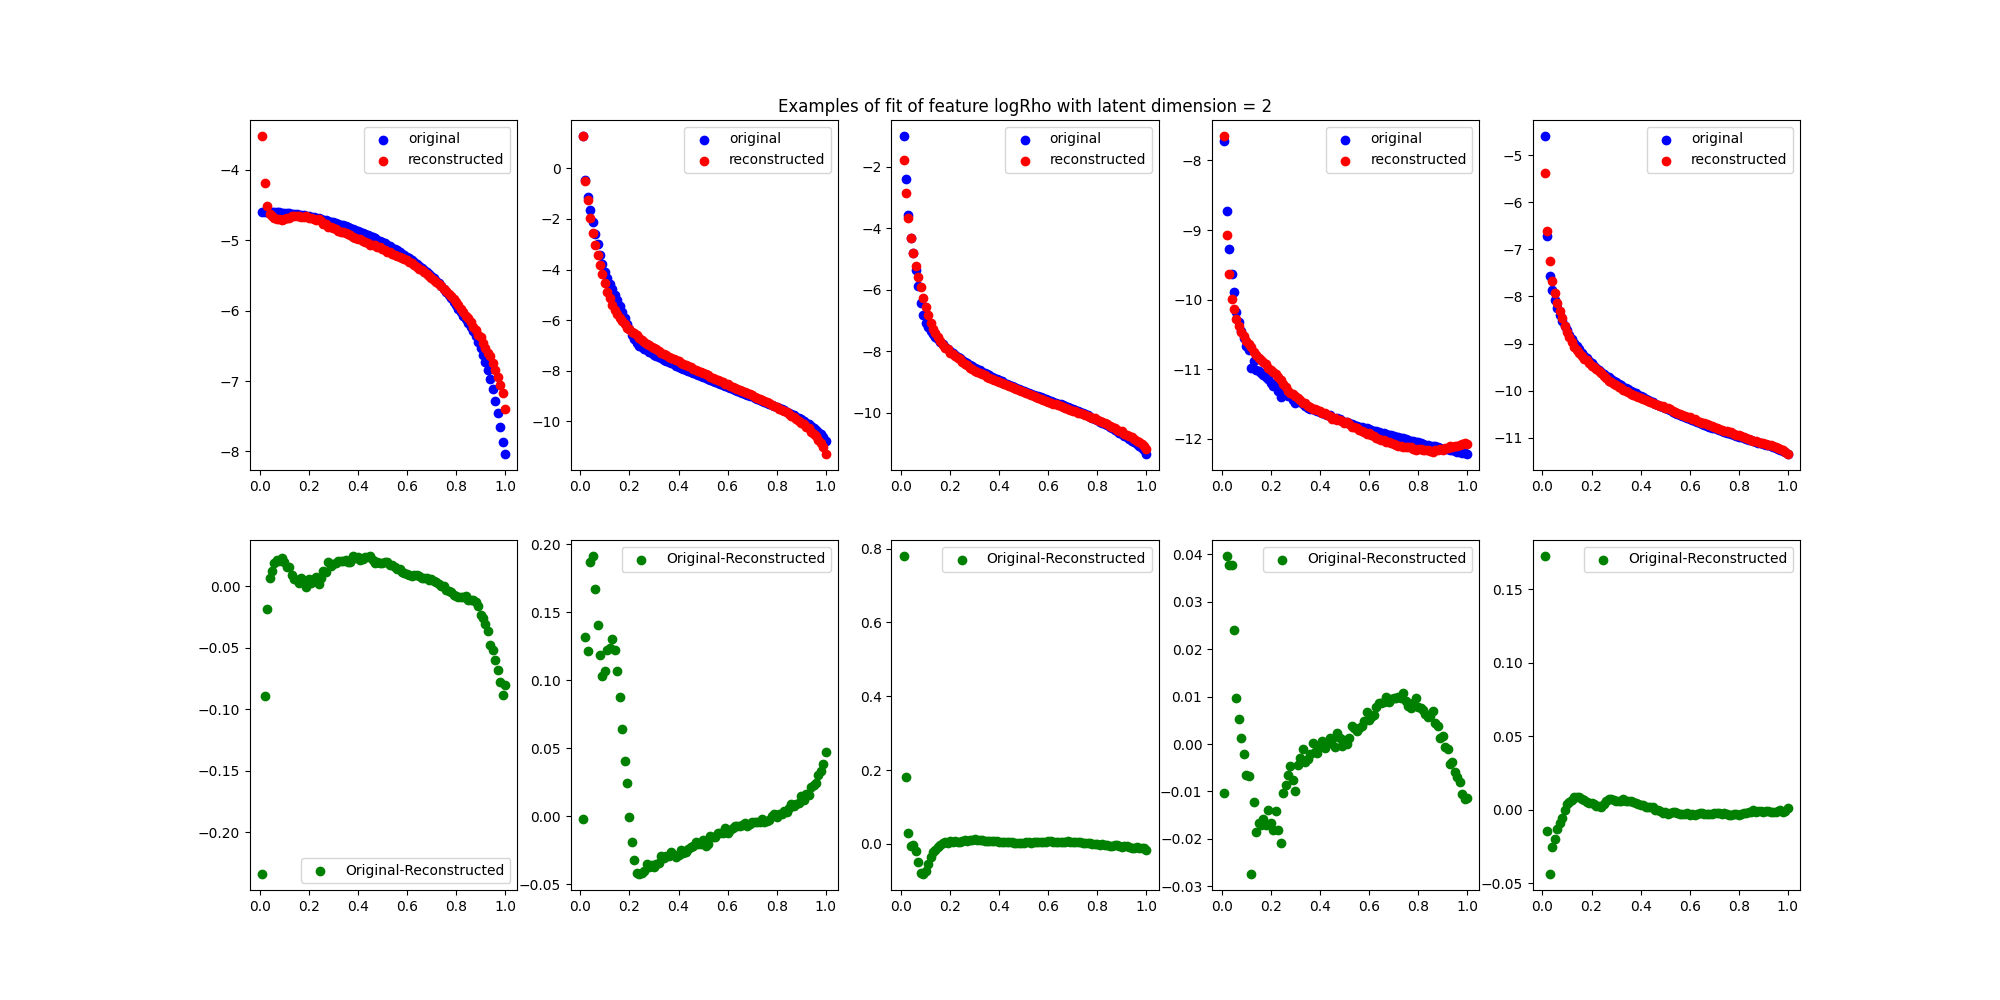 Examples of fit of feature logRho with latent dimension = 2
original
reconstructed
−4
−5
−6
−7
−8
0.0 0.2 0.4 0.6 0.8 1.0
original
reconstructed
0
−2
−4
−6
−8
−10
0.0 0.2 0.4 0.6 0.8 1.0
original
reconstructed
−2
−4
−6
−8
−10
0.0 0.2 0.4 0.6 0.8 1.0
original
reconstructed
−8
−9
−10
−11
−12
0.0 0.2 0.4 0.6 0.8 1.0
original
reconstructed
−5
−6
−7
−8
−9
−10
−11
0.0 0.2 0.4 0.6 0.8 1.0
0.00
−0.05
−0.10
−0.15
−0.20
Original-Reconstructed
0.0 0.2 0.4 0.6 0.8 1.0
Original-Reconstructed
0.20
0.15
0.10
0.05
0.00
−0.05
0.0 0.2 0.4 0.6 0.8 1.0
Original-Reconstructed
0.8
0.6
0.4
0.2
0.0
0.0 0.2 0.4 0.6 0.8 1.0
Original-Reconstructed
0.04
0.03
0.02
0.01
0.00
−0.01
−0.02
−0.03
0.0 0.2 0.4 0.6 0.8 1.0
Original-Reconstructed
0.15
0.10
0.05
0.00
−0.05
0.0 0.2 0.4 0.6 0.8 1.0